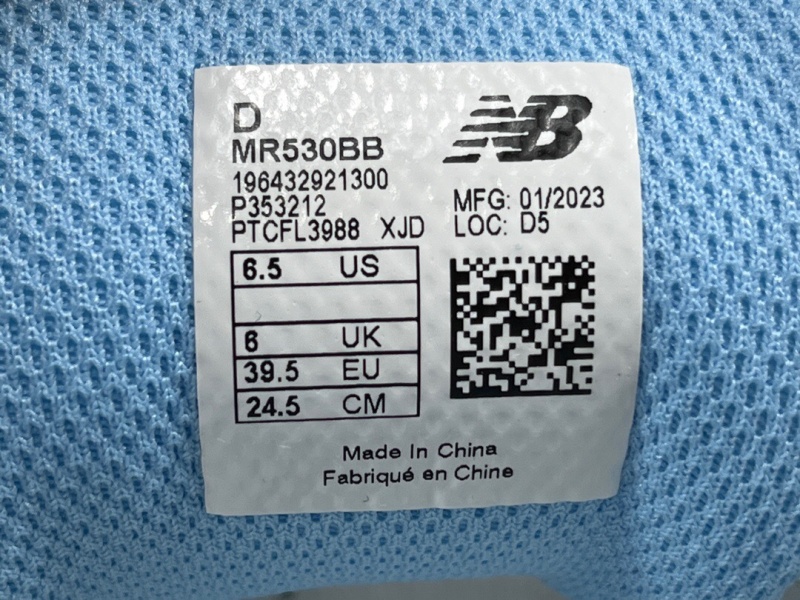 D
MR530BB
NB
196432921300
P353212
PTCFL3988 XJD
MFG: 01/2023
LOC: D5
6.5 US
6 UK
39.5 EU
24.5 CM
Made In China
Fabriqué en Chine